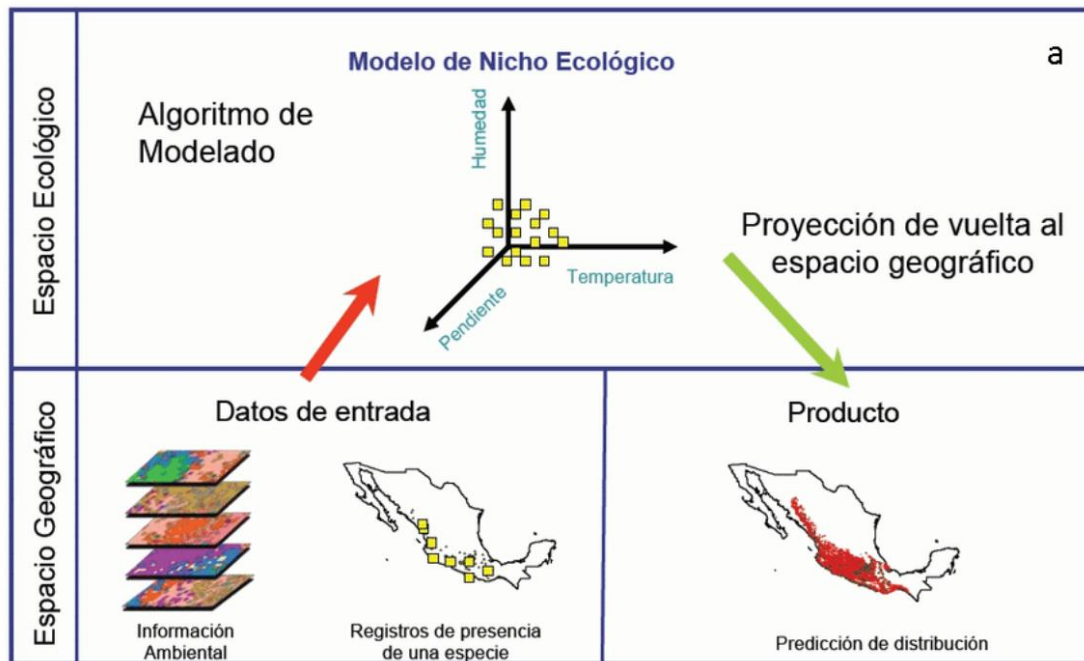 Espacio Ecológico
Modelo de Nicho Ecológico
a
Algoritmo de
Modelado
Humedad
Temperatura
Pendiente
Proyección de vuelta al
espacio geográfico
Espacio Geográfico
Datos de entrada
Información
Ambiental
Registros de presencia
de una especie
Producto
Predicción de distribución